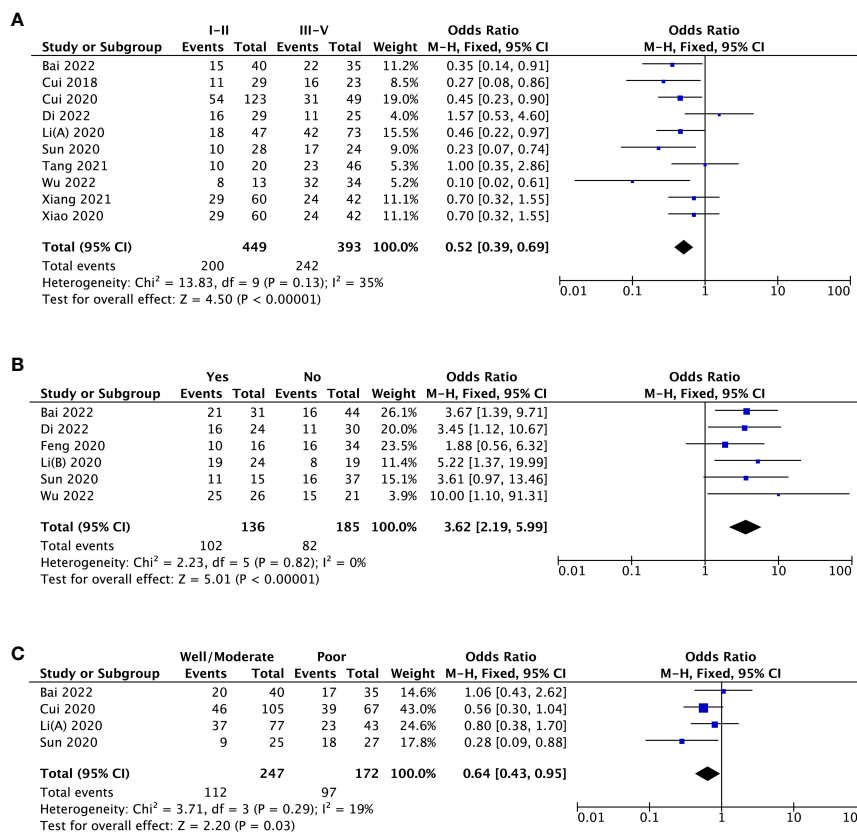 A
I-II III-V Odds Ratio Odds Ratio
Study or Subgroup Events Total Events Total Weight M-H, Fixed, 95% CI M-H, Fixed, 95% CI
Bai 2022 15 40 22 35 11.2% 0.35 [0.14, 0.91]
Cui 2018 11 29 16 23 8.5% 0.27 [0.08, 0.86]
Cui 2020 54 123 31 49 19.0% 0.45 [0.23, 0.90]
Di 2022 16 29 11 25 4.0% 1.57 [0.53, 4.60]
Li(A) 2020 18 47 42 73 15.5% 0.46 [0.22, 0.97]
Sun 2020 10 28 17 24 9.0% 0.23 [0.07, 0.74]
Tang 2021 10 20 23 46 5.3% 1.00 [0.35, 2.86]
Wu 2022 8 13 32 34 5.2% 0.10 [0.02, 0.61]
Xiang 2021 29 60 24 42 11.1% 0.70 [0.32, 1.55]
Xiao 2020 29 60 24 42 11.1% 0.70 [0.32, 1.55]
Total (95% CI) 449 393 100.0% 0.52 [0.39, 0.69]
Total events 200 242
Heterogeneity: Chi² = 13.83, df = 9 (P = 0.13); I² = 35%
Test for overall effect: Z = 4.50 (P < 0.00001)
0.01 0.1 1 10 100
B
Yes No Odds Ratio Odds Ratio
Study or Subgroup Events Total Events Total Weight M-H, Fixed, 95% CI M-H, Fixed, 95% CI
Bai 2022 21 31 16 44 26.1% 3.67 [1.39, 9.71]
Di 2022 16 24 11 30 20.0% 3.45 [1.12, 10.67]
Feng 2020 10 16 16 34 23.5% 1.88 [0.56, 6.32]
Li(B) 2020 19 24 8 19 11.4% 5.22 [1.37, 19.99]
Sun 2020 11 15 16 37 15.1% 3.61 [0.97, 13.46]
Wu 2022 25 26 15 21 3.9% 10.00 [1.10, 91.31]
Total (95% CI) 136 185 100.0% 3.62 [2.19, 5.99]
Total events 102 82
Heterogeneity: Chi² = 2.23, df = 5 (P = 0.82); I² = 0%
Test for overall effect: Z = 5.01 (P < 0.00001)
0.01 0.1 1 10 100
C
Well/Moderate Poor Odds Ratio Odds Ratio
Study or Subgroup Events Total Events Total Weight M-H, Fixed, 95% CI M-H, Fixed, 95% CI
Bai 2022 20 40 17 35 14.6% 1.06 [0.43, 2.62]
Cui 2020 46 105 39 67 43.0% 0.56 [0.30, 1.04]
Li(A) 2020 37 77 23 43 24.6% 0.80 [0.38, 1.70]
Sun 2020 9 25 18 27 17.8% 0.28 [0.09, 0.88]
Total (95% CI) 247 172 100.0% 0.64 [0.43, 0.95]
Total events 112 97
Heterogeneity: Chi² = 3.71, df = 3 (P = 0.29); I² = 19%
Test for overall effect: Z = 2.20 (P = 0.03)
0.01 0.1 1 10